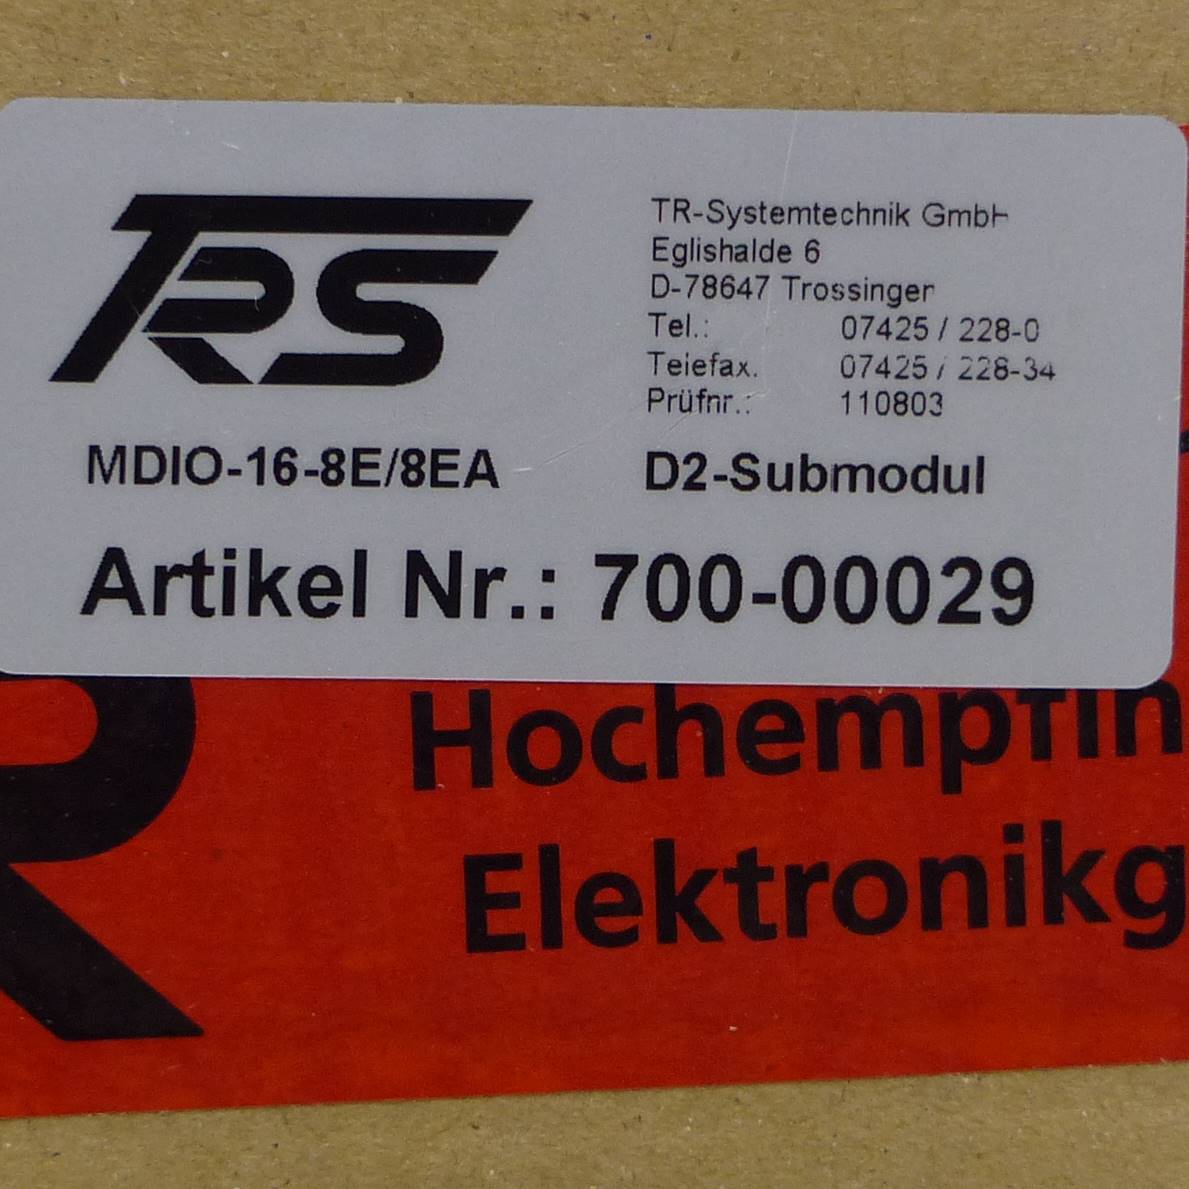 TRS
TR-Systemtechnik GmbH
Eglishalde 6
D-78647 Trossingen
Tel.: 07425 / 228-0
Telefax. 07425 / 228-34
Prüfnr.: 110803
MDIO-16-8E/8EA D2-Submodul
Artikel Nr.: 700-00029
R
Hochempfin
Elektronikg